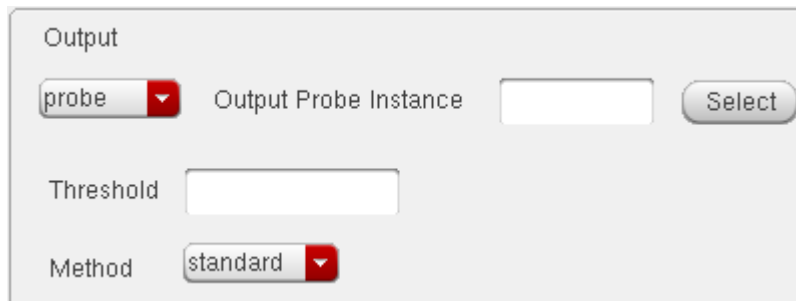 Output
probe Output Probe Instance Select
Threshold
Method standard